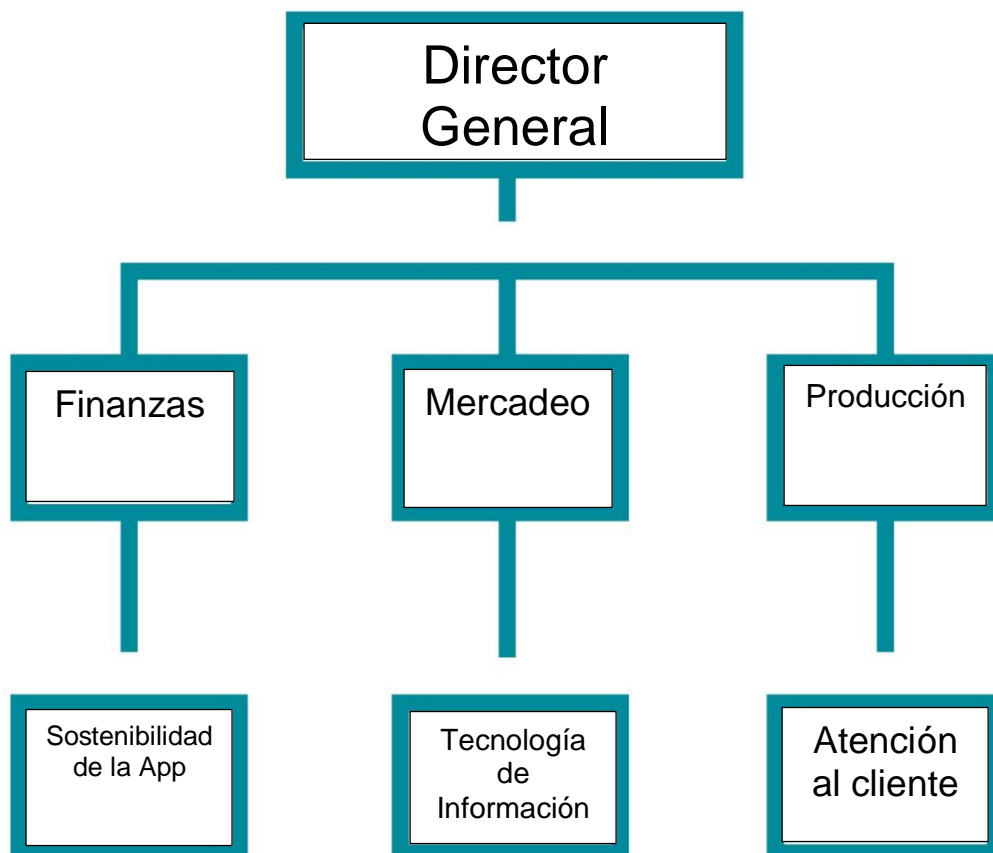 Director
General
Finanzas
Mercadeo
Producción
Sostenibilidad
de la App
Tecnología
de
Información
Atención
al cliente